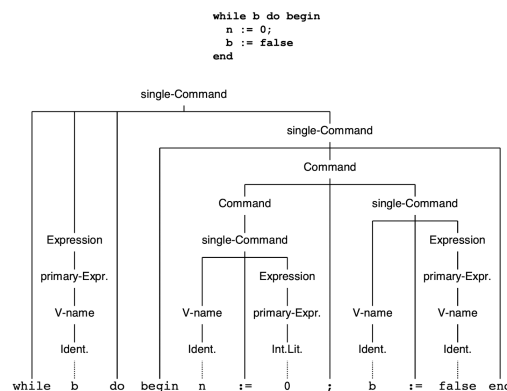 while b do begin
n := 0;
b := false
end
single-Command
single-Command
Command
Command single-Command
Expression single-Command Expression
primary-Expr. Expression primary-Expr.
V-name V-name primary-Expr. V-name V-name
Ident. Ident. Int.Lit. Ident. Ident.
while b do begin n := 0 ; b := false end